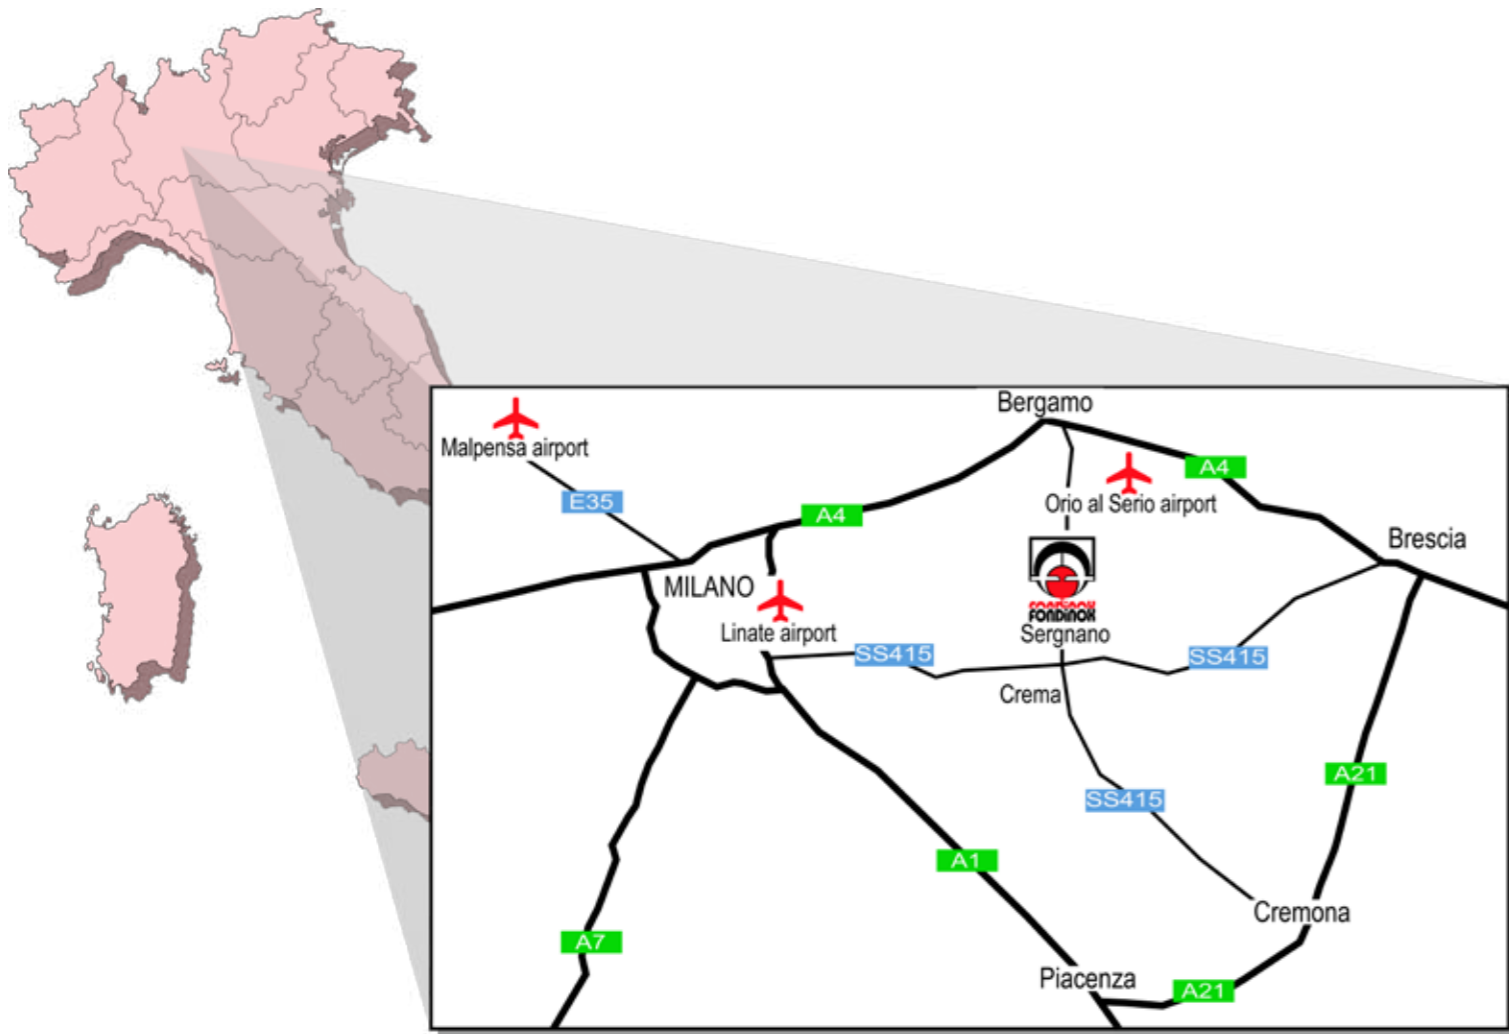 Bergamo
Malpensa airport
A4
E35
Orio al Serio airport
A4
Brescia
MILANO
FONDINOX
Linate airport
Sergnano
SS415
SS415
Crema
A21
SS415
A1
Cremona
A7
Piacenza
A21